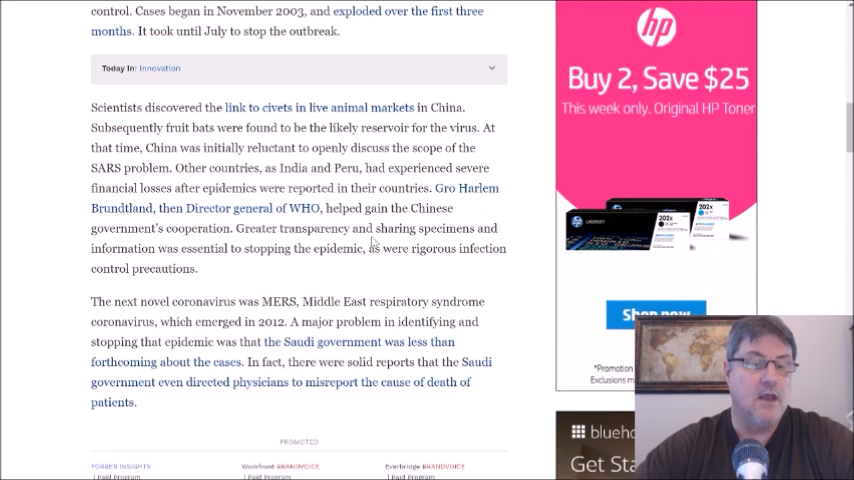 control. Cases began in November 2003, and exploded over the first three
months. It took until July to stop the outbreak.
Today In: Innovation
Scientists discovered the link to civets in live animal markets in China.
Subsequently fruit bats were found to be the likely reservoir for the virus. At
that time, China was initially reluctant to openly discuss the scope of the
SARS problem. Other countries, as India and Peru, had experienced severe
financial losses after epidemics were reported in their countries. Gro Harlem
Brundtland, then Director general of WHO, helped gain the Chinese
government's cooperation. Greater transparency and sharing specimens and
information was essential to stopping the epidemic, as were rigorous infection
control precautions.
The next novel coronavirus was MERS, Middle East respiratory syndrome
coronavirus, which emerged in 2012. A major problem in identifying and
stopping that epidemic was that the Saudi government was less than
forthcoming about the cases. In fact, there were solid reports that the Saudi
government even directed physicians to misreport the cause of death of
patients.
PROMOTED
FORBES INSIGHTS
| Paid Program
Workfront BRANDVOICE
| Paid Program
Everbridge BRANDVOICE
| Paid Program
hp
Buy 2, Save $25
This week only. Original HP Toner
202x
202x
Shop now
*Promotion
Exclusions
blueho
Get Sta